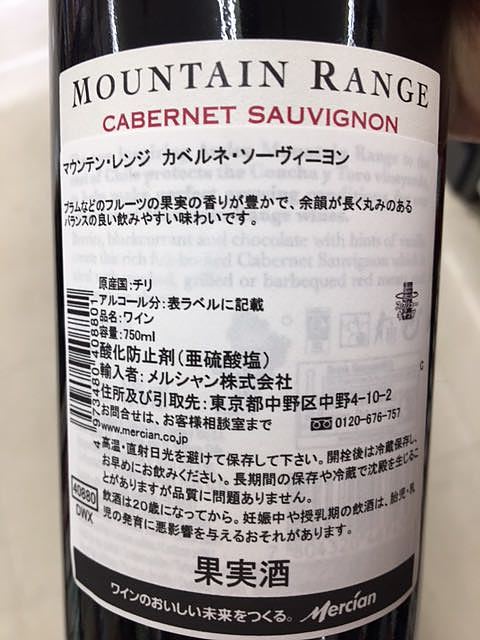 MOUNTAIN RANGE
CABERNET SAUVIGNON
マウンテン・レンジ カベルネ・ソーヴィニヨン
プラムなどのフルーツの果実の香りが豊かで、余韻が長く丸みのある
バランスの良い飲みやすい味わいです。
原産国:チリ
アルコール分:表ラベルに記載
品名:ワイン
容量:750ml
酸化防止剤(亜硫酸塩)
輸入者:メルシャン株式会社
住所及び引取先:東京都中野区中野4-10-2
お問合せは、お客様相談室まで 0120-676-757
www.mercian.co.jp
高温・直射日光を避けて保存して下さい。開栓後は冷蔵保存し、
お早めにお飲みください。長期間の保存や冷蔵で沈殿を生じるこ
とがありますが品質に問題ありません。
飲酒は20歳になってから。妊娠中や授乳期の飲酒は、胎児・乳
児の発育に悪影響を与えるおそれがあります。
4973480140880
40880
DWX
果実酒
ワインのおいしい未来をつくる。 Mercian